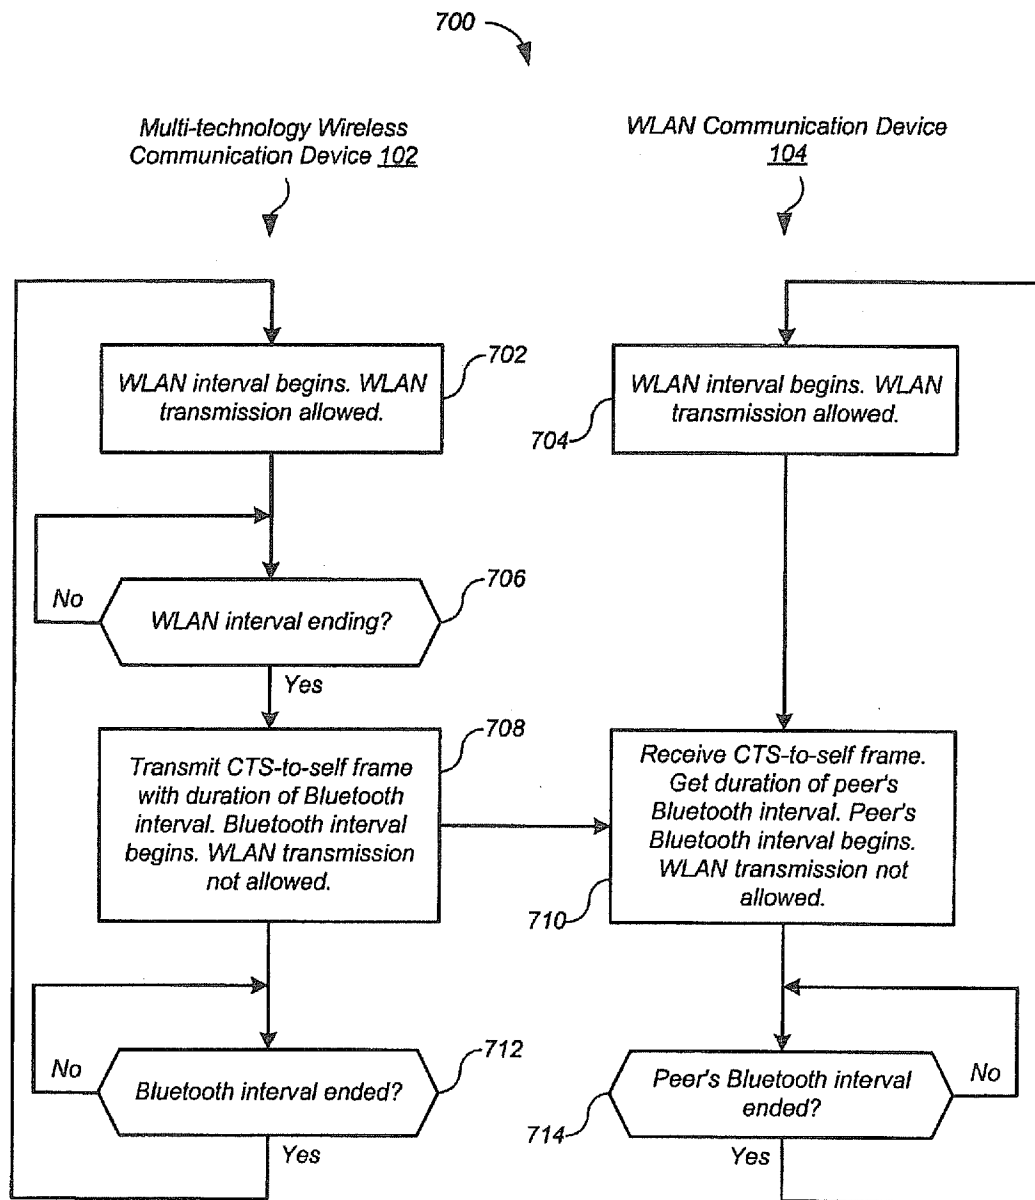 700
Multi-technology Wireless
Communication Device 102
WLAN Communication Device
104
WLAN interval begins. WLAN
transmission allowed.
702
WLAN interval begins. WLAN
transmission allowed.
704
706
No
WLAN interval ending?
Yes
708
Transmit CTS-to-self frame
with duration of Bluetooth
interval. Bluetooth interval
begins. WLAN transmission
not allowed.
Receive CTS-to-self frame.
Get duration of peer's
Bluetooth interval. Peer's
Bluetooth interval begins.
WLAN transmission not
allowed.
710
712
No
Bluetooth interval ended?
Yes
Peer's Bluetooth interval
ended?
No
714
Yes